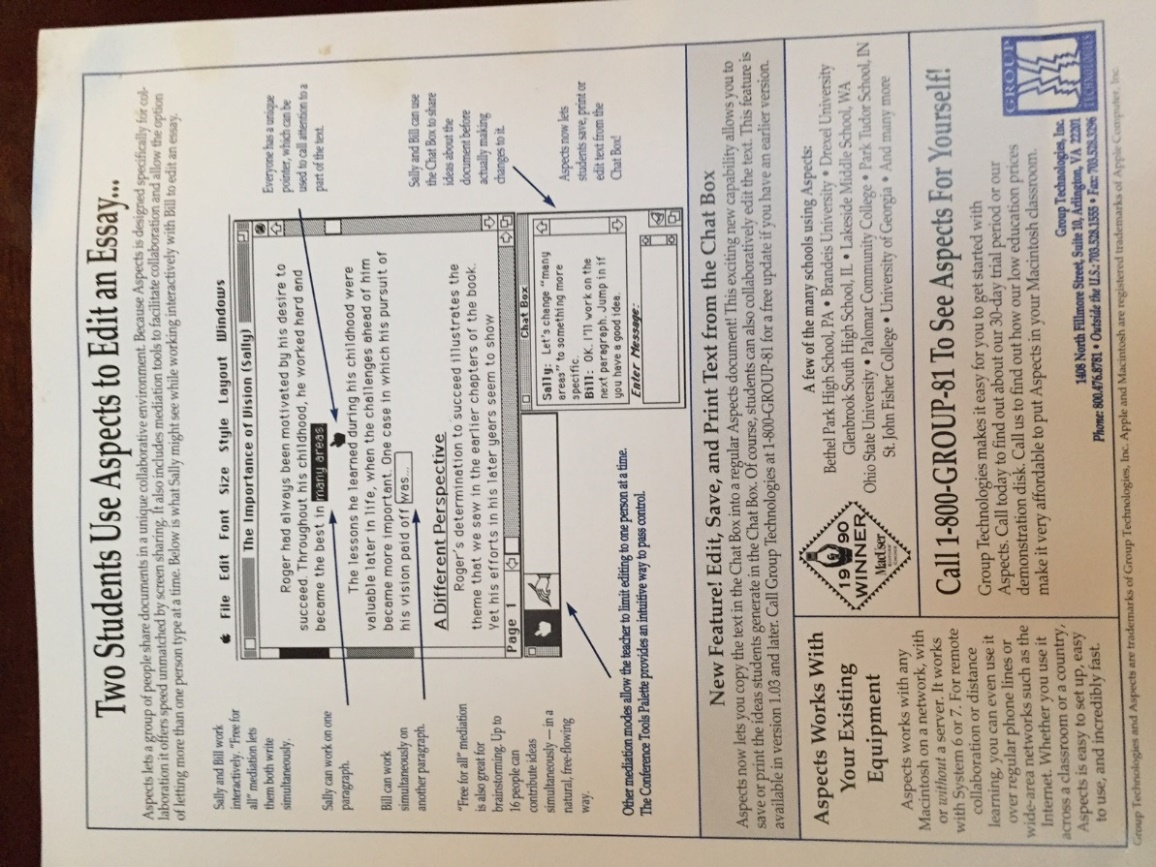 Two Students Use Aspects to Edit an Essay...
Aspects lets a group of people share documents in a unique collaborative environment. Because Aspects is designed specifically for col-
laboration it offers speed unmatched by screen sharing. It also includes mediation tools to facilitate collaboration and allow the option
of letting more than one person type at a time. Below is what Sally might see while working interactively with Bill to edit an essay.
Sally and Bill work
interactively. "Free for
all" mediation lets
them both write
simultaneously.
Sally can work on one
paragraph.
Bill can work
simultaneously on
another paragraph.
"Free for all" mediation
is also great for
brainstorming. Up to
16 people can
contribute ideas
simultaneously — in a
natural, free-flowing
way.
File Edit Font Size Style Layout Windows
The Importance of Vision (Sally)
Roger had always been motivated by his desire to
succeed. Throughout his childhood, he worked hard and
became the best in many areas
The lessons he learned during his childhood were
valuable later in life, when the challenges ahead of him
became more important. One case in which his pursuit of
his vision paid off was...
A Different Perspective
Roger's determination to succeed illustrates the
theme that we saw in the earlier chapters of the book.
Yet his efforts in his later years seem to show
Page 1
Chat Box
Sally: Let's change "many
areas" to something more
specific.
Bill: OK, I'll work on the
next paragraph. Jump in if
you have a good idea.
Enter Message:
Everyone has a unique
pointer, which can be
used to call attention to a
part of the text.
Sally and Bill can use
the Chat Box to share
ideas about the
document before
actually making
changes to it.
Aspects now lets
students save, print or
edit text from the
Chat Box!
Other mediation modes allow the teacher to limit editing to one person at a time.
The Conference Tools Palette provides an intuitive way to pass control.
New Feature! Edit, Save, and Print Text from the Chat Box
Aspects now lets you copy the text in the Chat Box into a regular Aspects document! This exciting new capability allows you to
save or print the ideas students generate in the Chat Box. Of course, students can also collaboratively edit the text. This feature is
available in version 1.03 and later. Call Group Technologies at 1-800-GROUP-81 for a free update if you have an earlier version.
Aspects Works With
Your Existing
Equipment
Aspects works with any
Macintosh on a network, with
or without a server. It works
with System 6 or 7. For remote
collaboration or distance
learning, you can even use it
over regular phone lines or
wide-area networks such as the
Internet. Whether you use it
across a classroom or a country,
Aspects is easy to set up, easy
to use, and incredibly fast.
19 90
WINNER
MacUser
A few of the many schools using Aspects:
Bethel Park High School, PA • Brandeis University • Drexel University
Glenbrook South High School, IL • Lakeside Middle School, WA
Ohio State University • Palomar Community College • Park Tudor School, IN
St. John Fisher College • University of Georgia • And many more
Call 1-800-GROUP-81 To See Aspects For Yourself!
Group Technologies makes it easy for you to get started with
Aspects. Call today to find out about our 30-day trial period or our
demonstration disk. Call us to find out how our low education prices
make it very affordable to put Aspects in your Macintosh classroom.
GROUP
TECHNOLOGIES
Group Technologies, Inc.
1408 North Fillmore Street, Suite 10, Arlington, VA 22201
Phone: 800.476.8781 • Outside the U.S.: 703.528.1555 • Fax: 703.528.3296
Group Technologies and Aspects are trademarks of Group Technologies, Inc. Apple and Macintosh are registered trademarks of Apple Computer, Inc.